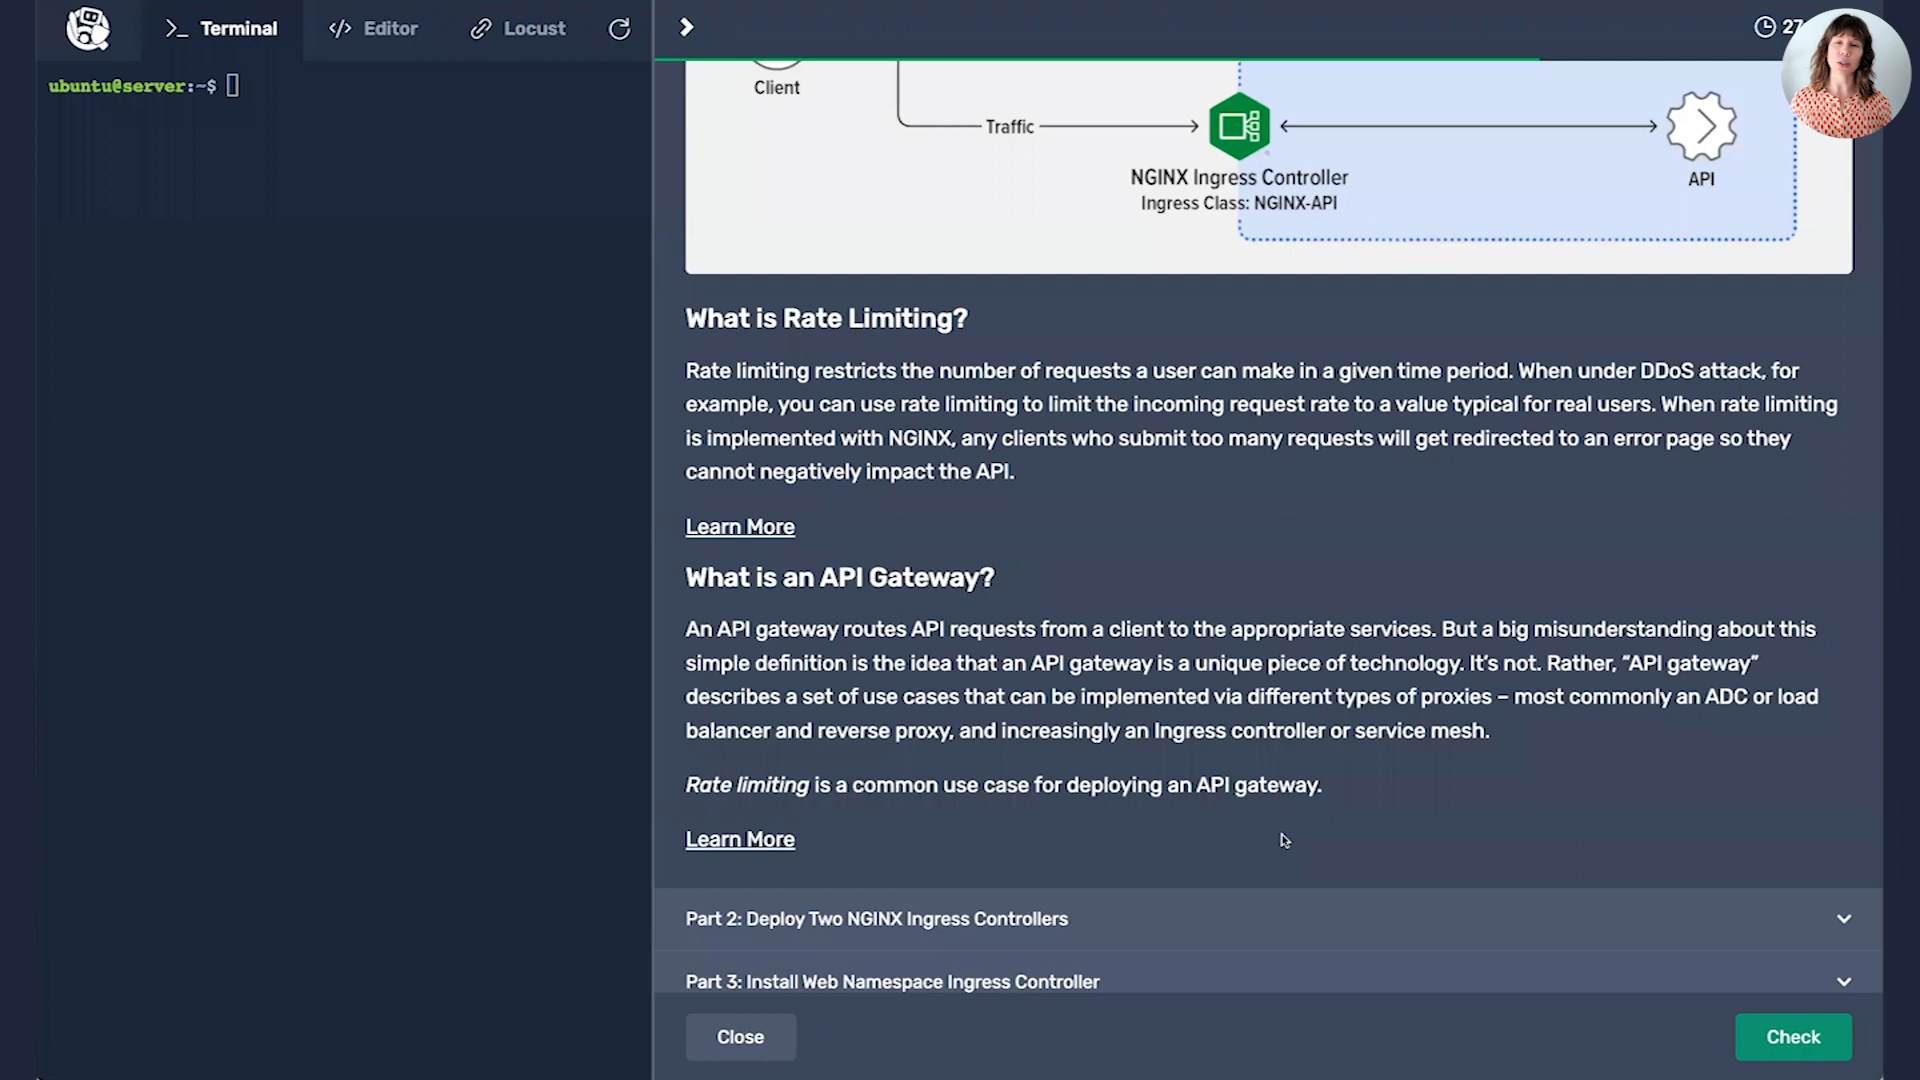 >_ Terminal
</> Editor
Locust
27
ubuntu@server:~$
Client
Traffic
NGINX Ingress Controller
Ingress Class: NGINX-API
API
What is Rate Limiting?
Rate limiting restricts the number of requests a user can make in a given time period. When under DDoS attack, for
example, you can use rate limiting to limit the incoming request rate to a value typical for real users. When rate limiting
is implemented with NGINX, any clients who submit too many requests will get redirected to an error page so they
cannot negatively impact the API.
Learn More
What is an API Gateway?
An API gateway routes API requests from a client to the appropriate services. But a big misunderstanding about this
simple definition is the idea that an API gateway is a unique piece of technology. It's not. Rather, “API gateway”
describes a set of use cases that can be implemented via different types of proxies – most commonly an ADC or load
balancer and reverse proxy, and increasingly an Ingress controller or service mesh.
Rate limiting is a common use case for deploying an API gateway.
Learn More
Part 2: Deploy Two NGINX Ingress Controllers
Part 3: Install Web Namespace Ingress Controller
Close
Check